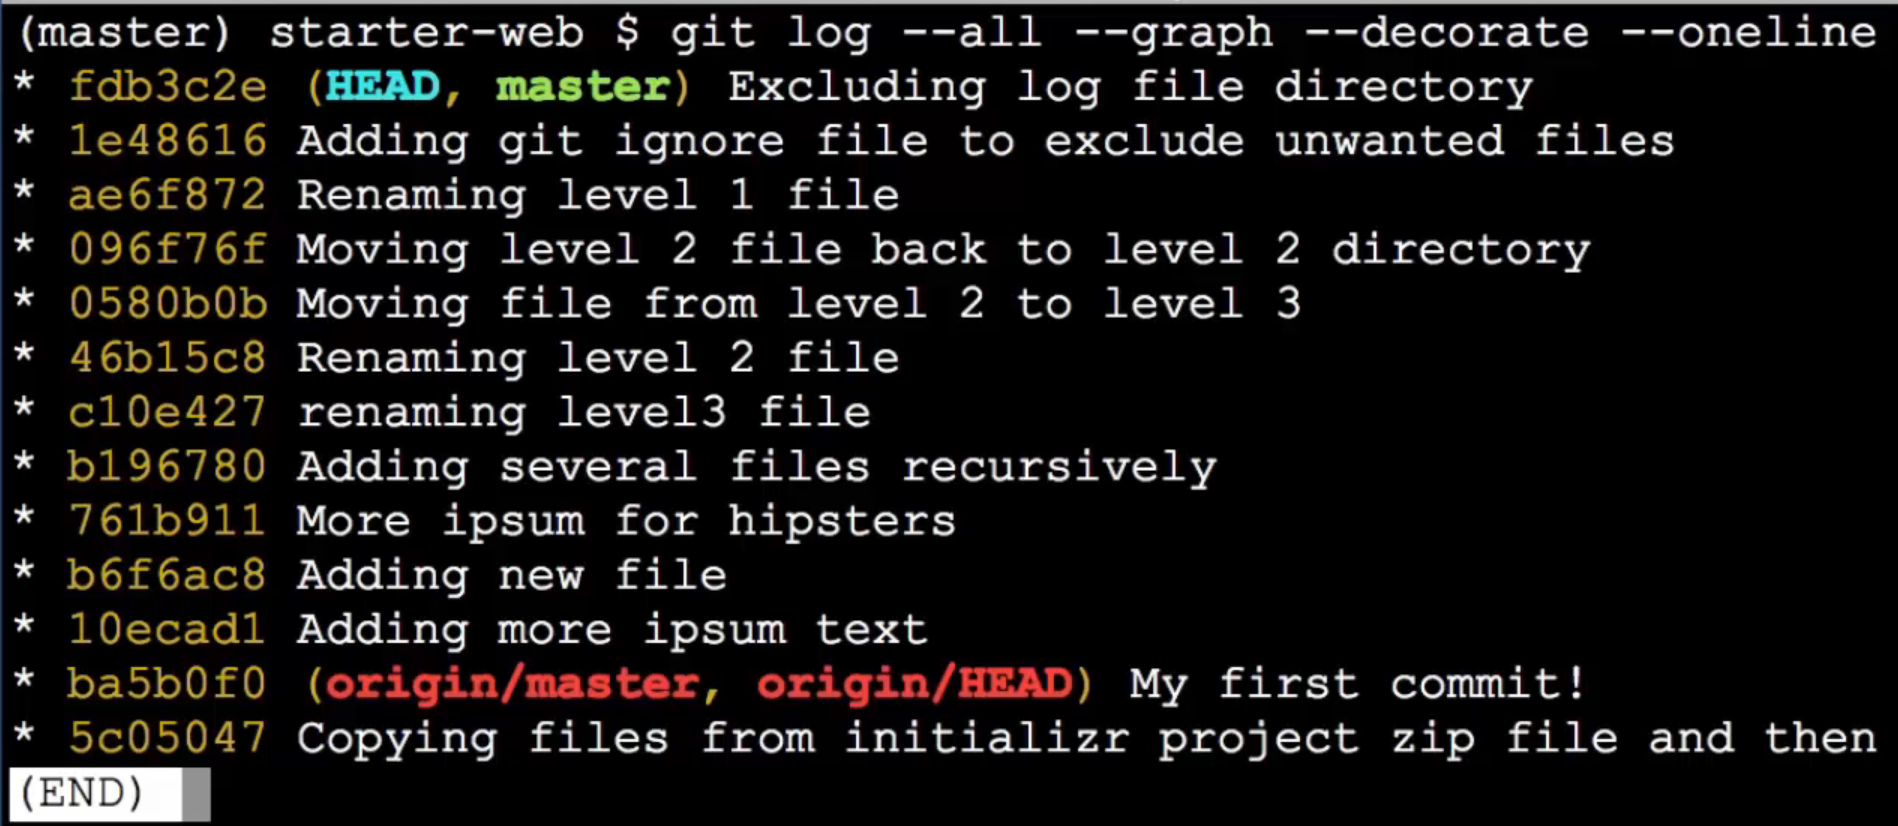 (master) starter-web $ git log --all --graph --decorate --oneline
* fdb3c2e (HEAD, master) Excluding log file directory
* 1e48616 Adding git ignore file to exclude unwanted files
* ae6f872 Renaming level 1 file
* 096f76f Moving level 2 file back to level 2 directory
* 0580b0b Moving file from level 2 to level 3
* 46b15c8 Renaming level 2 file
* c10e427 renaming level3 file
* b196780 Adding several files recursively
* 761b911 More ipsum for hipsters
* b6f6ac8 Adding new file
* 10ecad1 Adding more ipsum text
* ba5b0f0 (origin/master, origin/HEAD) My first commit!
* 5c05047 Copying files from initializr project zip file and then
(END)